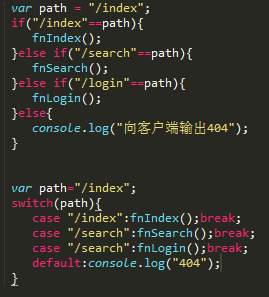 var path = "/index";
if("/index"==path){
    fnIndex();
}else if("/search"==path){
    fnSearch();
}else if("/login"==path){
    fnLogin();
}else{
    console.log("向客户端输出404");
}

var path="/index";
switch(path){
    case "/index":fnIndex();break;
    case "/search":fnSearch();break;
    case "/search":fnLogin();break;
    default:console.log("404");
}